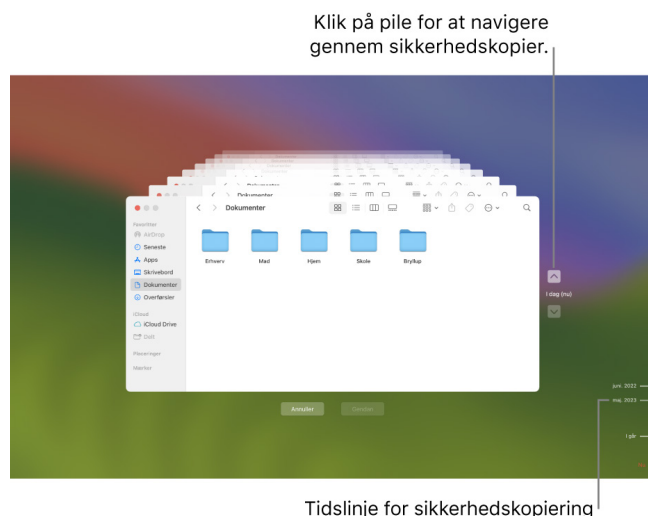 Klik på pile for at navigere
gennem sikkerhedskopier.
Dokumenter
Dokumenter
Dokumenter
Favoritter
AirDrop
Seneste
Apps
Skrivebord
Dokumenter
Overførsler
iCloud
iCloud Drive
Delt
Placeringer
Mærker
Erhverv
Mad
Hjem
Skole
Bryllup
I dag (nu)
juni. 2022
maj. 2023
I går
Annuller
Gendan
Tidslinje for sikkerhedskopiering